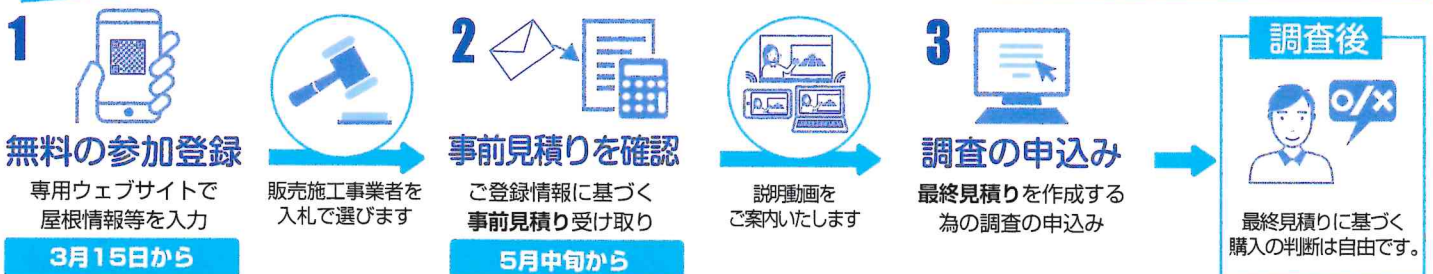 1
無料の参加登録
専用ウェブサイトで
屋根情報等を入力
3月15日から
販売施工事業者を
入札で選びます
2
事前見積りを確認
ご登録情報に基づく
事前見積り受け取り
5月中旬から
説明動画を
ご案内いたします
3
調査の申込み
最終見積りを作成する
為の調査の申込み
調査後
o/×
最終見積りに基づく
購入の判断は自由です。